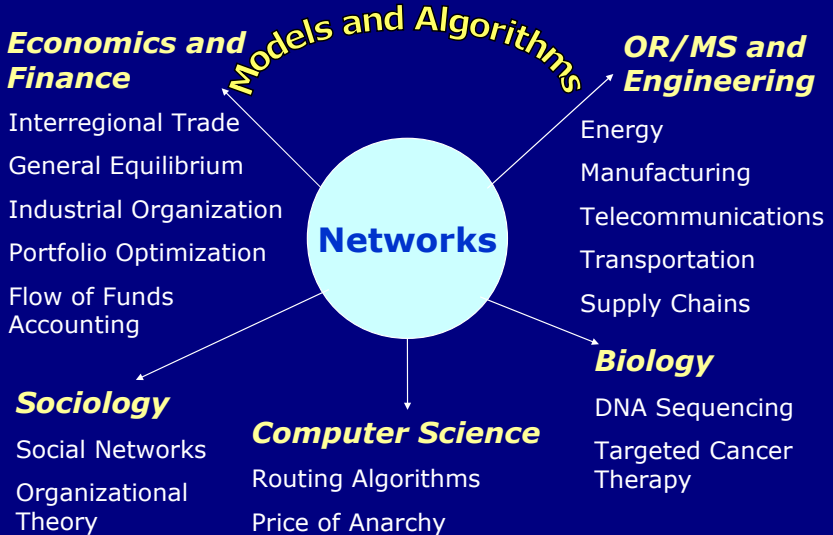 Models and Algorithms
Economics and
Finance
Interregional Trade
General Equilibrium
Industrial Organization
Portfolio Optimization
Flow of Funds
Accounting
OR/MS and
Engineering
Energy
Manufacturing
Telecommunications
Transportation
Supply Chains
Networks
Sociology
Social Networks
Organizational
Theory
Computer Science
Routing Algorithms
Price of Anarchy
Biology
DNA Sequencing
Targeted Cancer
Therapy